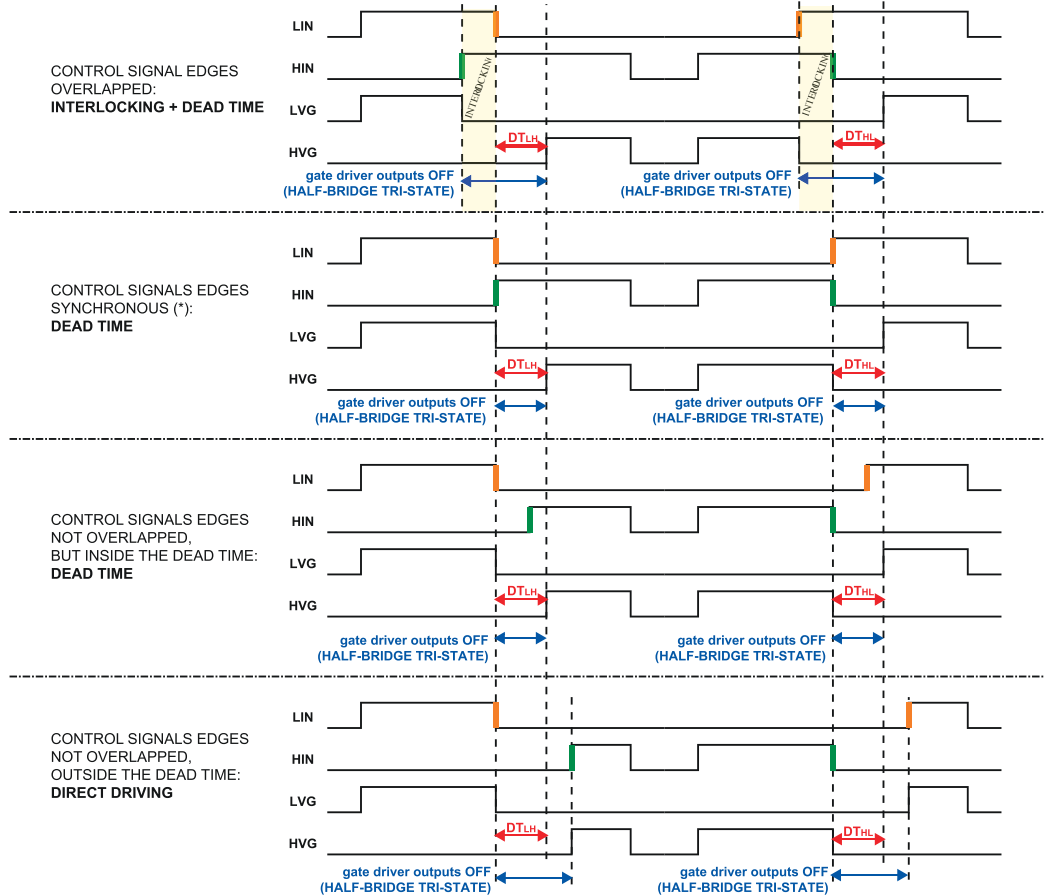 LIN
HIN
CONTROL SIGNAL EDGES
OVERLAPPED:
INTERLOCKING + DEAD TIME
INTERLOCKING
INTERLOCKING
LVG
HVG
DTLH
DTHL
gate driver outputs OFF
(HALF-BRIDGE TRI-STATE)
gate driver outputs OFF
(HALF-BRIDGE TRI-STATE)
LIN
HIN
CONTROL SIGNALS EDGES
SYNCHRONOUS (*):
DEAD TIME
LVG
HVG
DTLH
DTHL
gate driver outputs OFF
(HALF-BRIDGE TRI-STATE)
gate driver outputs OFF
(HALF-BRIDGE TRI-STATE)
LIN
HIN
CONTROL SIGNALS EDGES
NOT OVERLAPPED,
BUT INSIDE THE DEAD TIME:
DEAD TIME
LVG
HVG
DTLH
DTHL
gate driver outputs OFF
(HALF-BRIDGE TRI-STATE)
gate driver outputs OFF
(HALF-BRIDGE TRI-STATE)
LIN
HIN
CONTROL SIGNALS EDGES
NOT OVERLAPPED,
OUTSIDE THE DEAD TIME:
DIRECT DRIVING
LVG
HVG
DTLH
DTHL
gate driver outputs OFF
(HALF-BRIDGE TRI-STATE)
gate driver outputs OFF
(HALF-BRIDGE TRI-STATE)